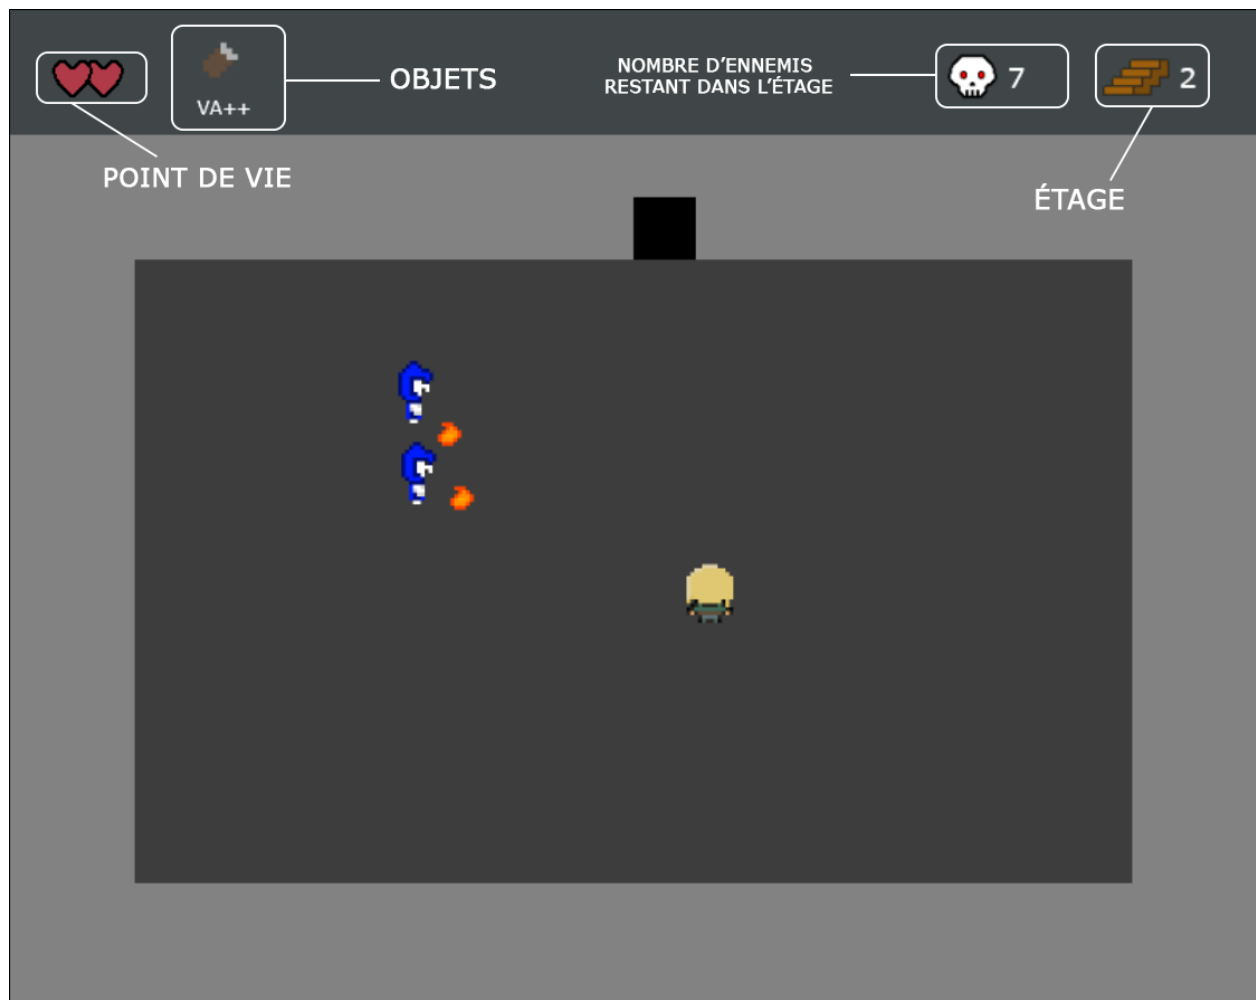 OBJETS
NOMBRE D'ENNEMIS
RESTANT DANS L'ÉTAGE
7
2
VA++
POINT DE VIE
ÉTAGE